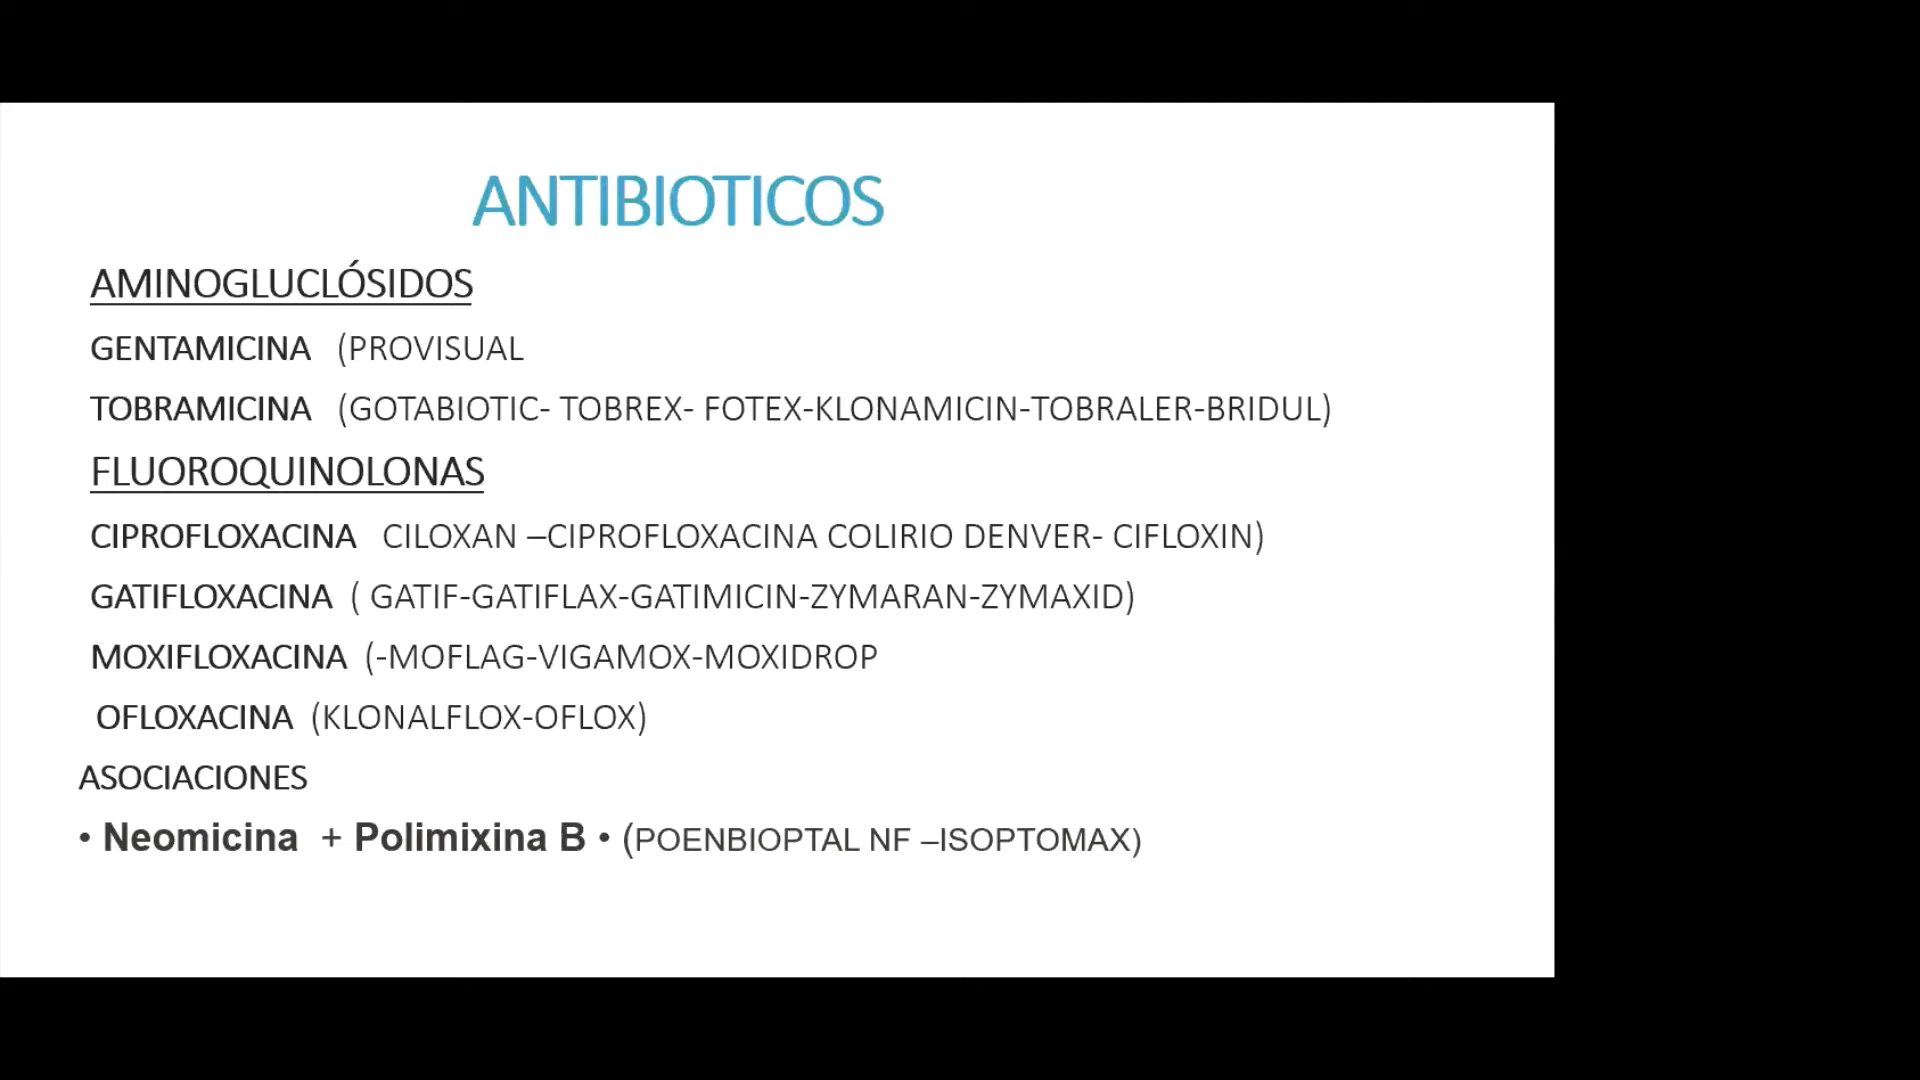 ANTIBIOTICOS
AMINOGLUCLÓSIDOS
GENTAMICINA (PROVISUAL
TOBRAMICINA (GOTABIOTIC- TOBREX- FOTEX-KLONAMICIN-TOBRALER-BRIDUL)
FLUOROQUINOLONAS
CIPROFLOXACINA CILOXAN –CIPROFLOXACINA COLIRIO DENVER- CIFLOXIN)
GATIFLOXACINA ( GATIF-GATIFLAX-GATIMICIN-ZYMARAN-ZYMAXID)
MOXIFLOXACINA (-MOFLAG-VIGAMOX-MOXIDROP
OFLOXACINA (KLONALFLOX-OFLOX)
ASOCIACIONES
• Neomicina + Polimixina B • (POENBIOPTAL NF –ISOPTOMAX)